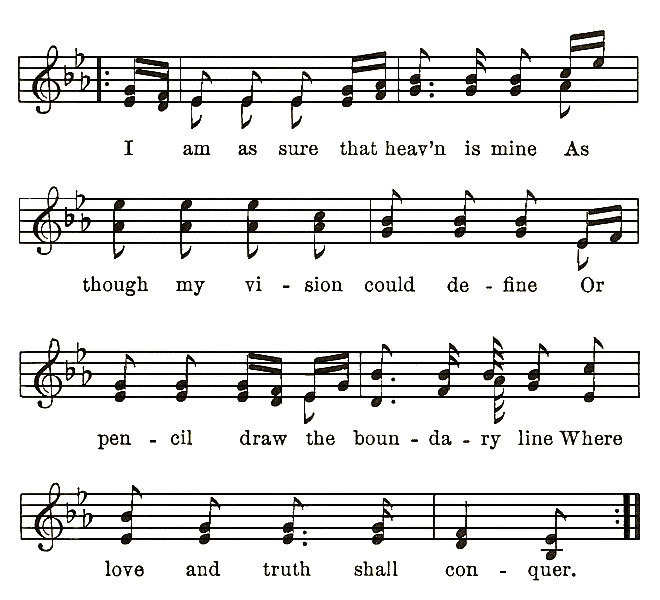 I am as sure that heav'n is mine As
though my vi - sion could de - fine Or
pen - cil draw the boun - da - ry line Where
love and truth shall con - quer.